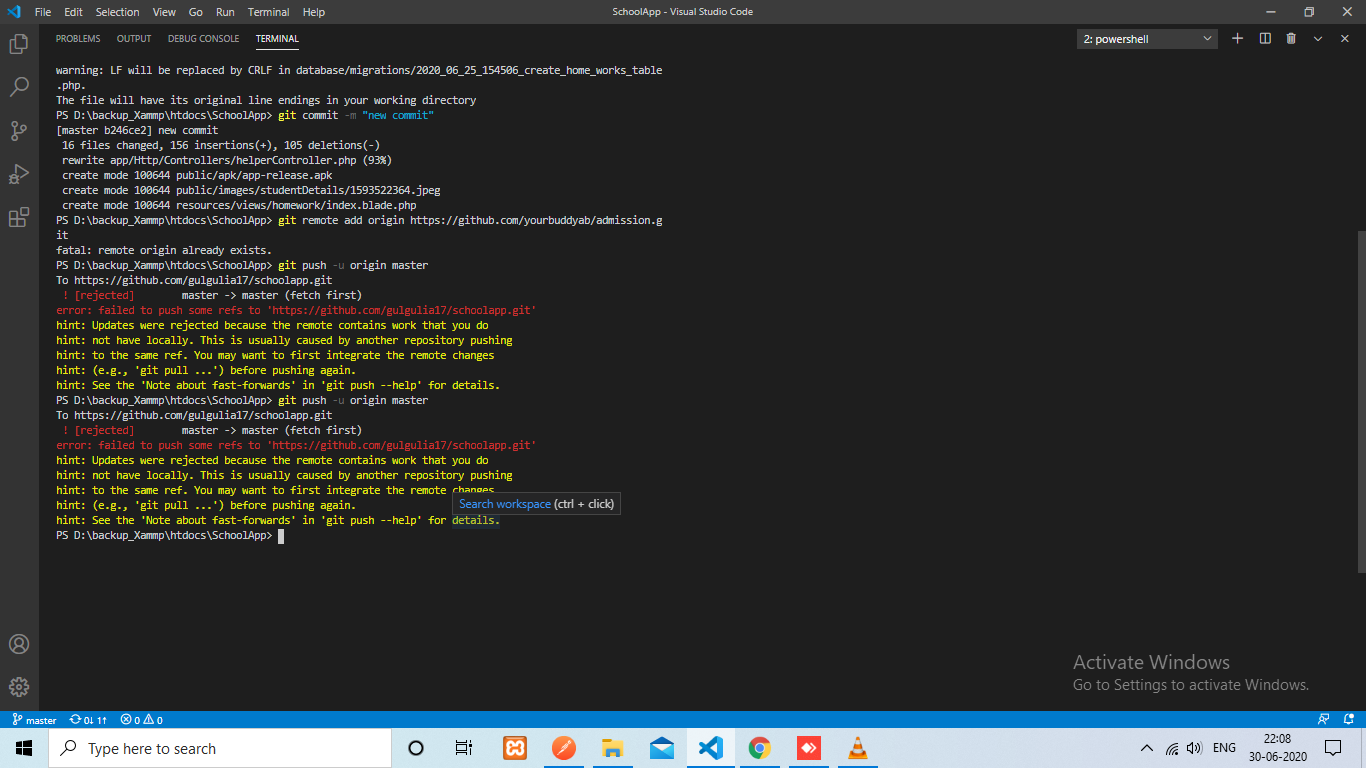 File Edit Selection View Go Run Terminal Help
SchoolApp - Visual Studio Code
PROBLEMS OUTPUT DEBUG CONSOLE TERMINAL
2: powershell
warning: LF will be replaced by CRLF in database/migrations/2020_06_25_154506_create_home_works_table
.php.
The file will have its original line endings in your working directory
PS D:\backup_Xammp\htdocs\SchoolApp> git commit -m "new commit"
[master b246ce2] new commit
16 files changed, 156 insertions(+), 105 deletions(-)
rewrite app/Http/Controllers/helperController.php (93%)
create mode 100644 public/apk/app-release.apk
create mode 100644 public/images/studentDetails/1593522364.jpeg
create mode 100644 resources/views/homework/index.blade.php
PS D:\backup_Xammp\htdocs\SchoolApp> git remote add origin https://github.com/yourbuddyab/admission.g
it
fatal: remote origin already exists.
PS D:\backup_Xammp\htdocs\SchoolApp> git push -u origin master
To https://github.com/gulgulia17/schoolapp.git
! [rejected] master -> master (fetch first)
error: failed to push some refs to 'https://github.com/gulgulia17/schoolapp.git'
hint: Updates were rejected because the remote contains work that you do
hint: not have locally. This is usually caused by another repository pushing
hint: to the same ref. You may want to first integrate the remote changes
hint: (e.g., 'git pull ...') before pushing again.
hint: See the 'Note about fast-forwards' in 'git push --help' for details.
PS D:\backup_Xammp\htdocs\SchoolApp> git push -u origin master
To https://github.com/gulgulia17/schoolapp.git
! [rejected] master -> master (fetch first)
error: failed to push some refs to 'https://github.com/gulgulia17/schoolapp.git'
hint: Updates were rejected because the remote contains work that you do
hint: not have locally. This is usually caused by another repository pushing
hint: to the same ref. You may want to first integrate the remote changes
hint: (e.g., 'git pull ...') before pushing again.
Search workspace (ctrl + click)
hint: See the 'Note about fast-forwards' in 'git push --help' for details.
PS D:\backup_Xammp\htdocs\SchoolApp>
Activate Windows
Go to Settings to activate Windows.
master 0↓ 1↑ 0 0
Type here to search
ENG
22:08
30-06-2020